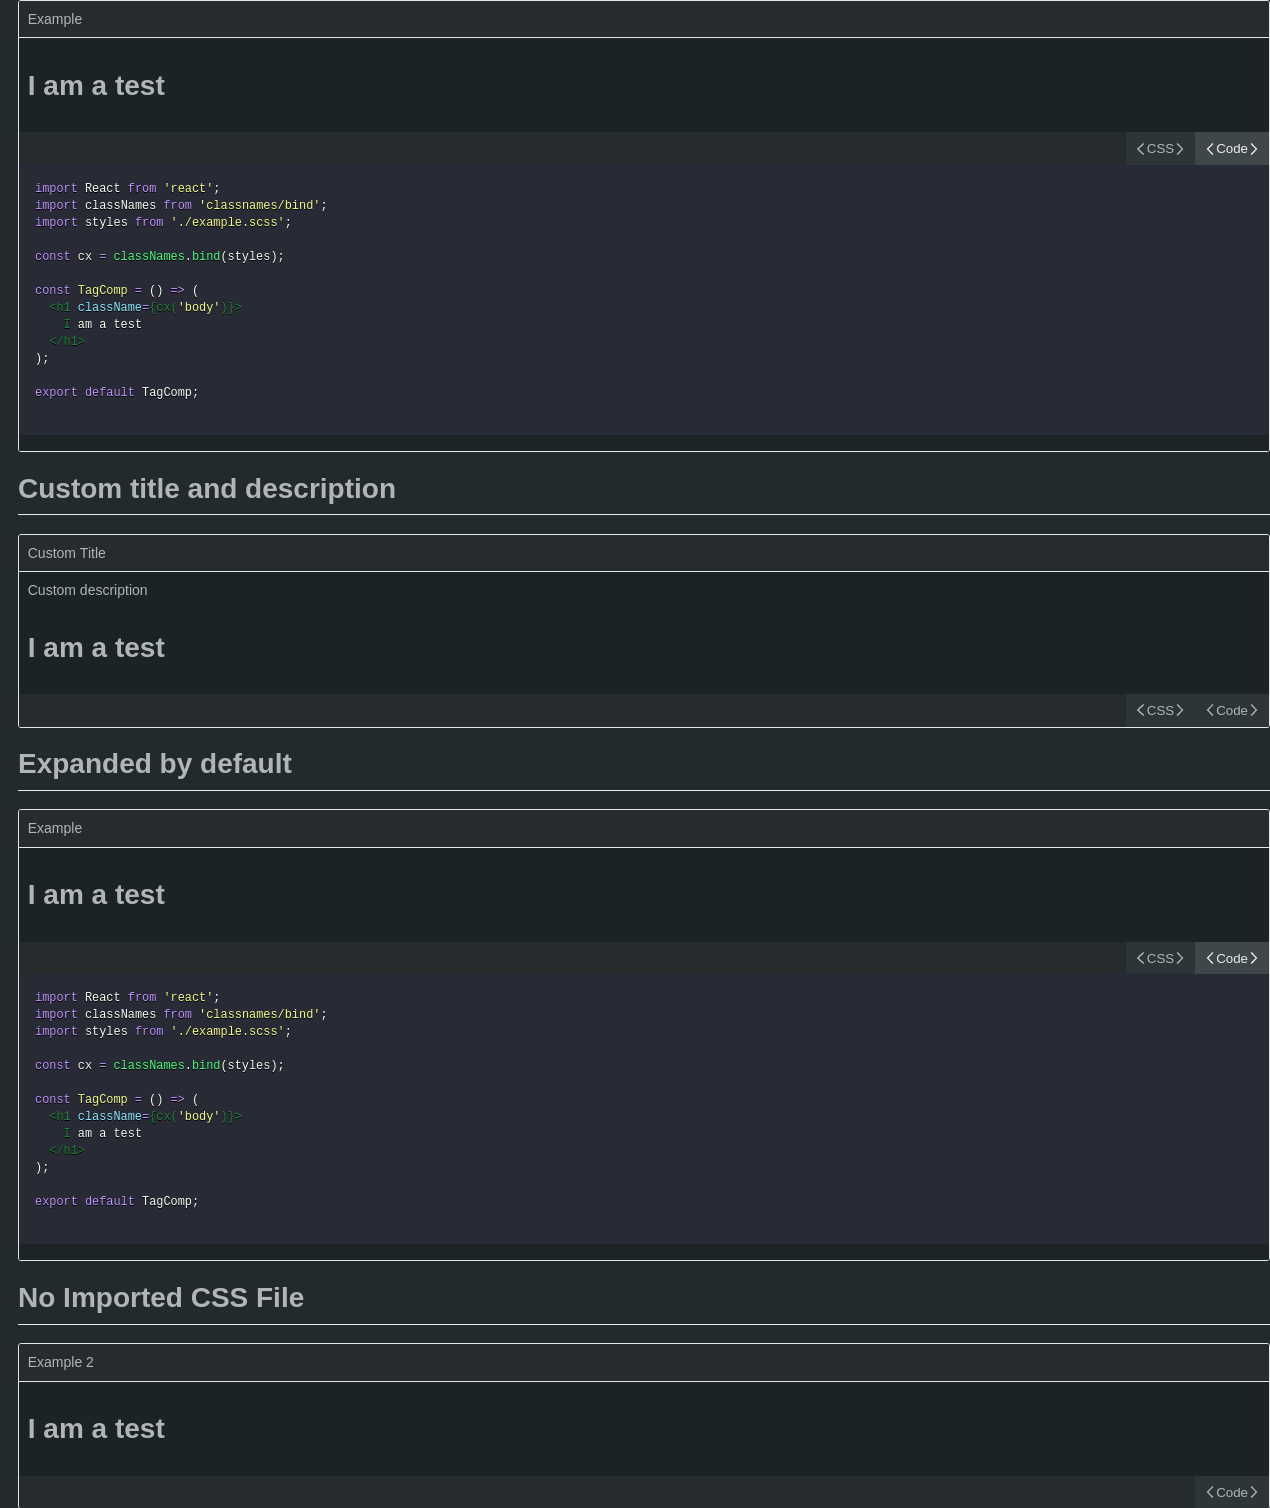 Example
I am a test
CSS Code
import React from 'react';
import classNames from 'classnames/bind';
import styles from './example.scss';
const cx = classNames.bind(styles);
const TagComp = () => (
<h1 className={cx('body')}>
I am a test
</h1>
);
export default TagComp;
Custom title and description
Custom Title
Custom description
I am a test
CSS Code
Expanded by default
Example
I am a test
CSS Code
import React from 'react';
import classNames from 'classnames/bind';
import styles from './example.scss';
const cx = classNames.bind(styles);
const TagComp = () => (
<h1 className={cx('body')}>
I am a test
</h1>
);
export default TagComp;
No Imported CSS File
Example 2
I am a test
Code